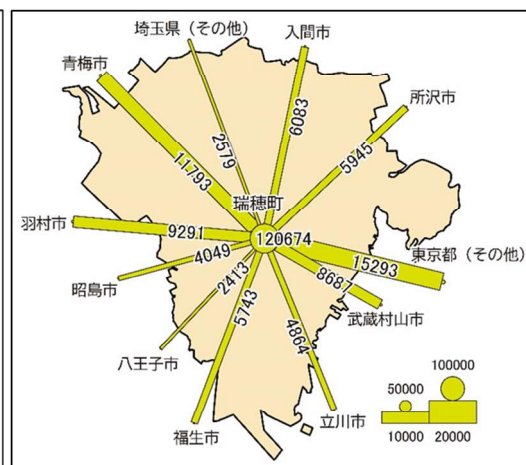 埼玉県（その他）
入間市
青梅市
所沢市
2579
6083
5945
11793
瑞穂町
羽村市
9291
120674
15293
東京都（その他）
4049
8687
昭島市
2413
武蔵村山市
5743
4864
八王子市
福生市
立川市
100000
50000
10000
20000